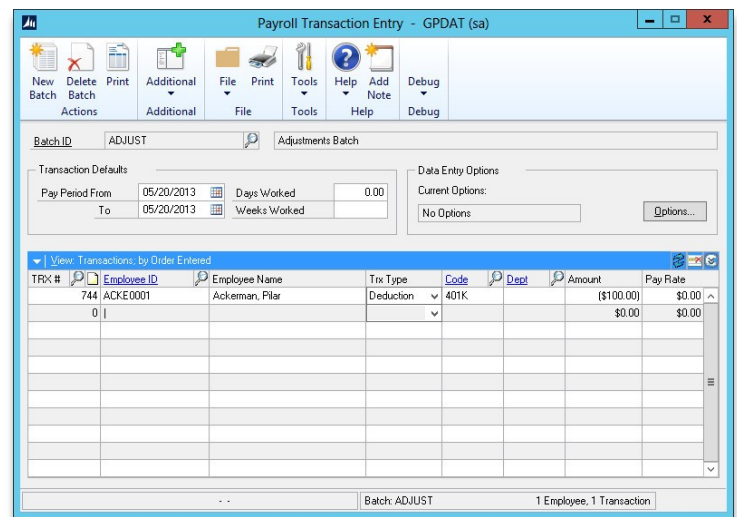 Payroll Transaction Entry - GPDAT (sa)
New Batch Delete Batch Print Additional File Print Tools Help Add Note Debug
Actions Additional File Tools Help Debug
Batch ID ADJUST Adjustments Batch
Transaction Defaults Data Entry Options
Pay Period From 05/20/2013 Days Worked 0.00 Current Options:
To 05/20/2013 Weeks Worked No Options Options...
View: Transactions; by Order Entered
TRX # Employee ID Employee Name Trx Type Code Dept Amount Pay Rate
744 ACKE0001 Ackerman, Pilar Deduction 401K ($100.00) $0.00
0 $0.00 $0.00
- - Batch: ADJUST 1 Employee, 1 Transaction